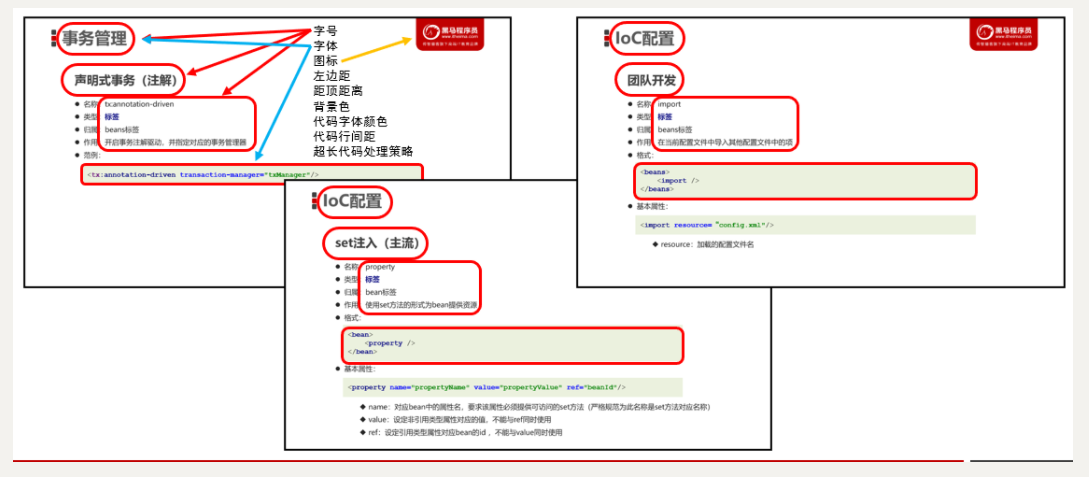 事务管理
声明式事务（注解）
名称 tx:annotation-driven
类型 标签
归属 beans标签
作用 开启事务注解驱动，并指定对应的事务管理器
范例：
<tx:annotation-driven transaction-manager="txManager"/>
字号
字体
图标
左边距
距顶距离
背景色
代码字体颜色
代码行间距
超长代码处理策略
黑马程序员
www.itheima.com
IoC配置
团队开发
名称 import
类型 标签
归属 beans标签
作用 在当前配置文件中导入其他配置文件中的项
格式：
<beans>
<import />
</beans>
基本属性：
<import resource= "config.xml"/>
resource：加载的配置文件名
黑马程序员
www.itheima.com
IoC配置
set注入（主流）
名称 property
类型 标签
归属 bean标签
作用 使用set方法的形式为bean提供资源
格式：
<bean>
<property />
</bean>
基本属性：
<property name="propertyName" value="propertyValue" ref="beanId"/>
name：对应bean中的属性名，要求该属性必须提供可访问的set方法（严格规范为此名称是set方法对应名称）
value：设定非引用类型属性对应的值，不能与ref同时使用
ref：设定引用类型属性对应bean的id ，不能与value同时使用